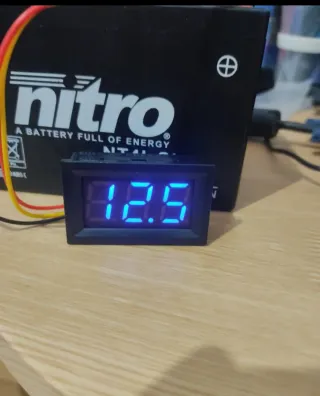 nitro®
A BATTERY FULL OF ENERGY
12.5